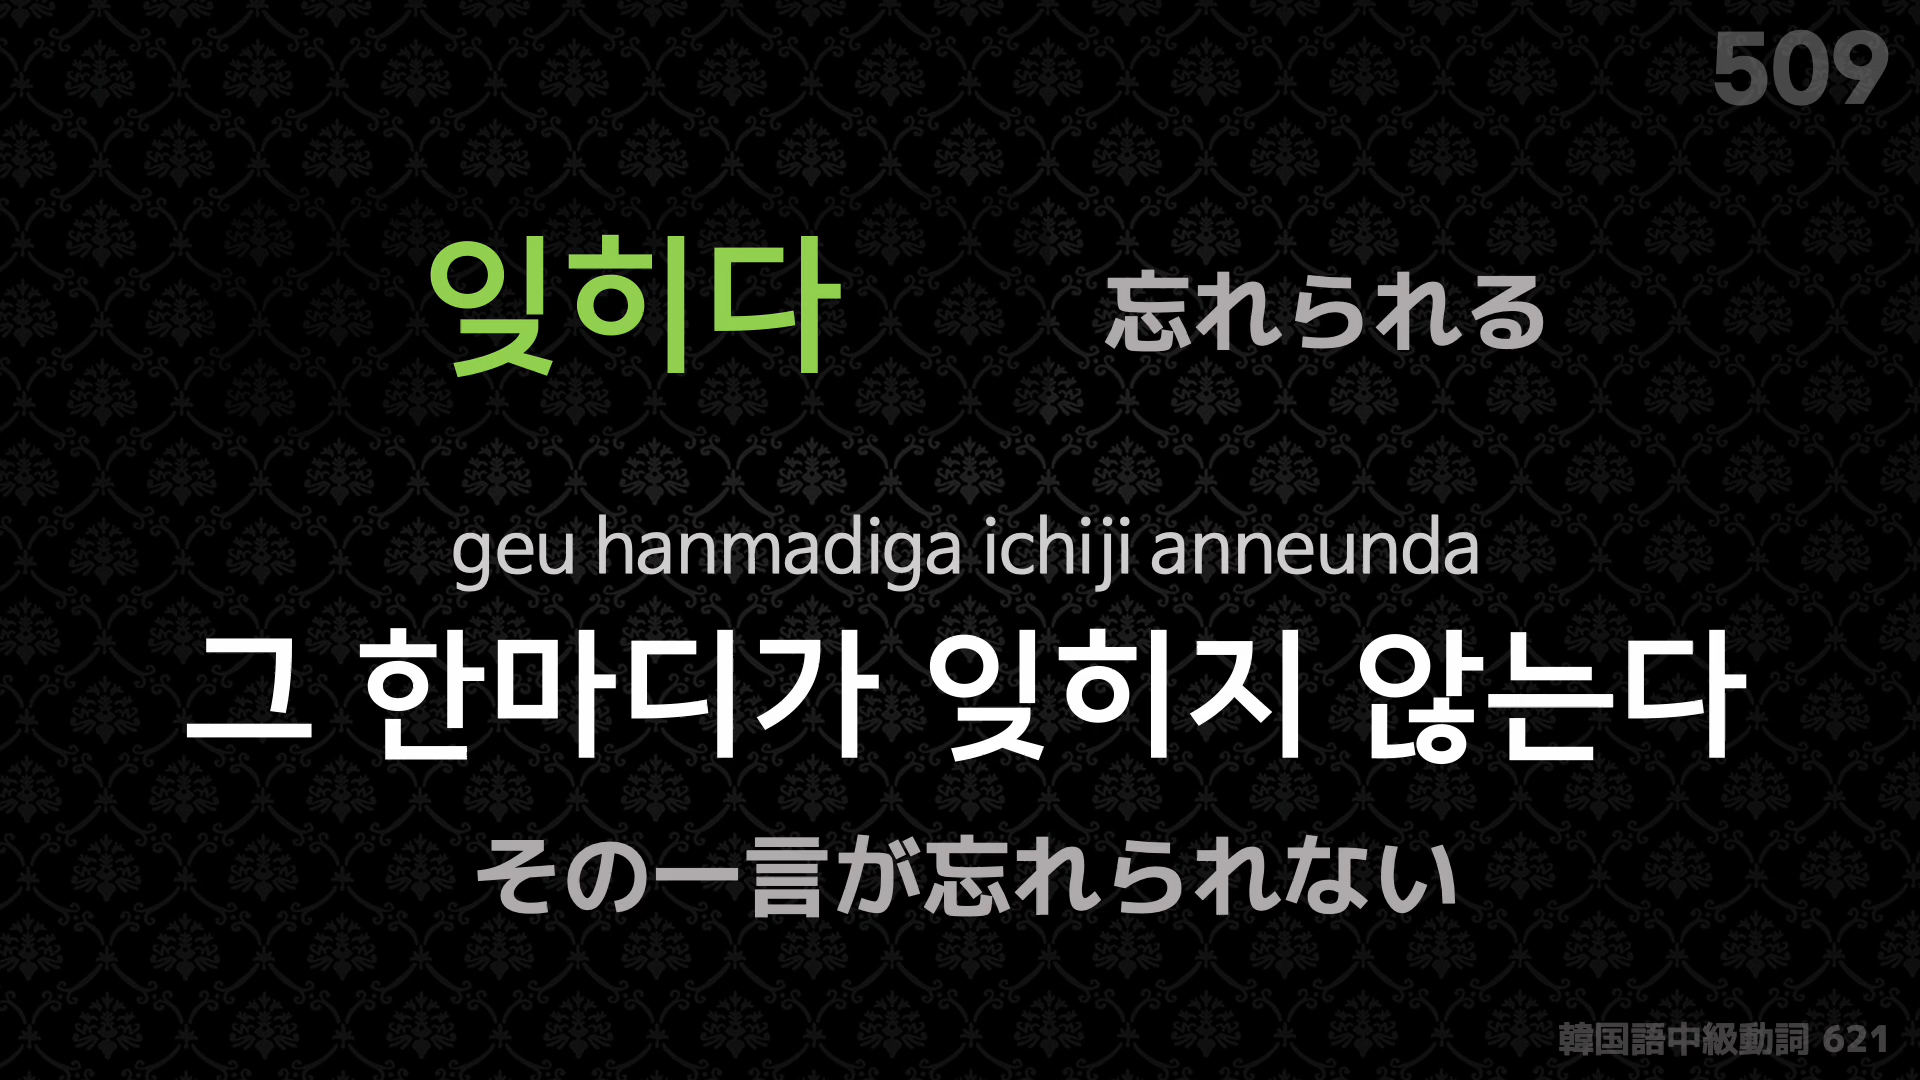 509
잊히다 忘れられる
geu hanmadiga ichiji anneunda
그 한마디가 잊히지 않는다
その一言が忘れられない
韓国語中級動詞 621